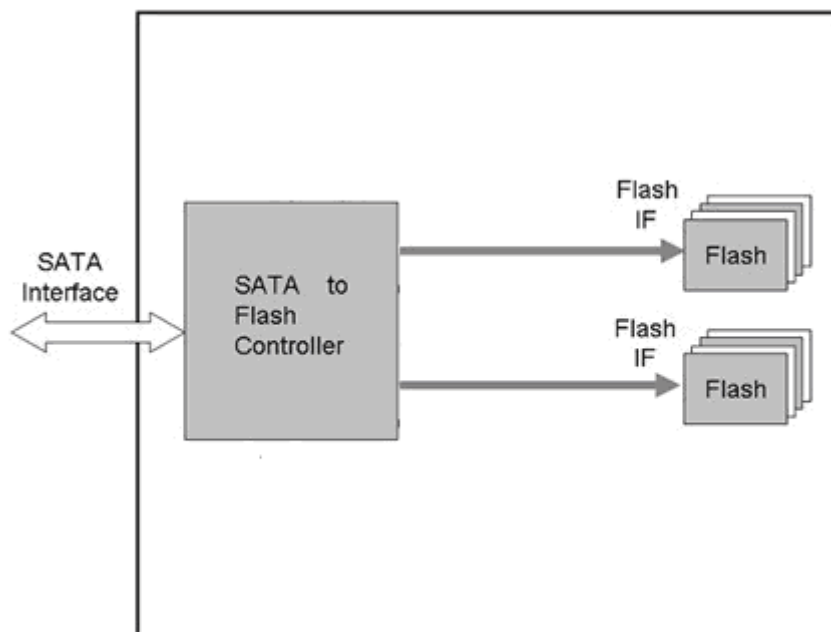 SATA
Interface
SATA to
Flash
Controller
Flash
IF
Flash
Flash
IF
Flash